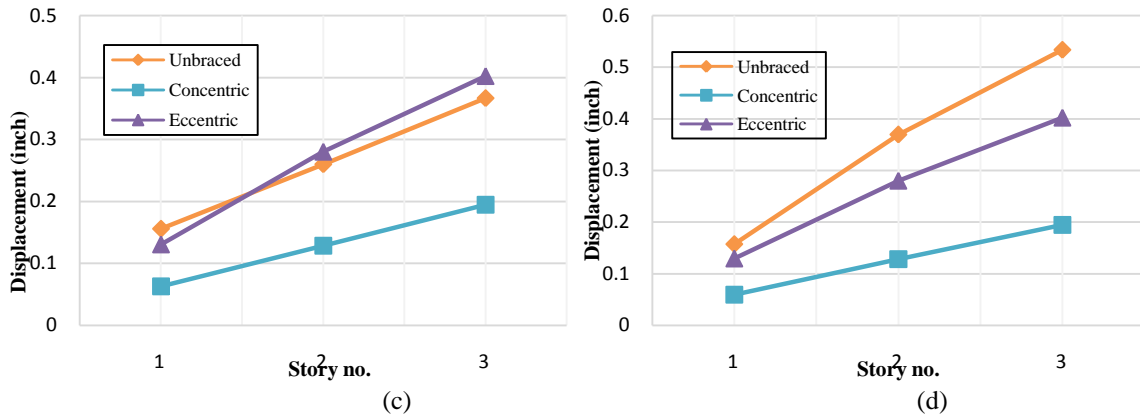 0.5
0.4
0.3
0.2
0.1
0
Displacement (inch)
Unbraced
Concentric
Eccentric
1
2
3
Story no.
(c)
0.6
0.5
0.4
0.3
0.2
0.1
0
Displacement (inch)
Unbraced
Concentric
Eccentric
1
2
3
Story no.
(d)